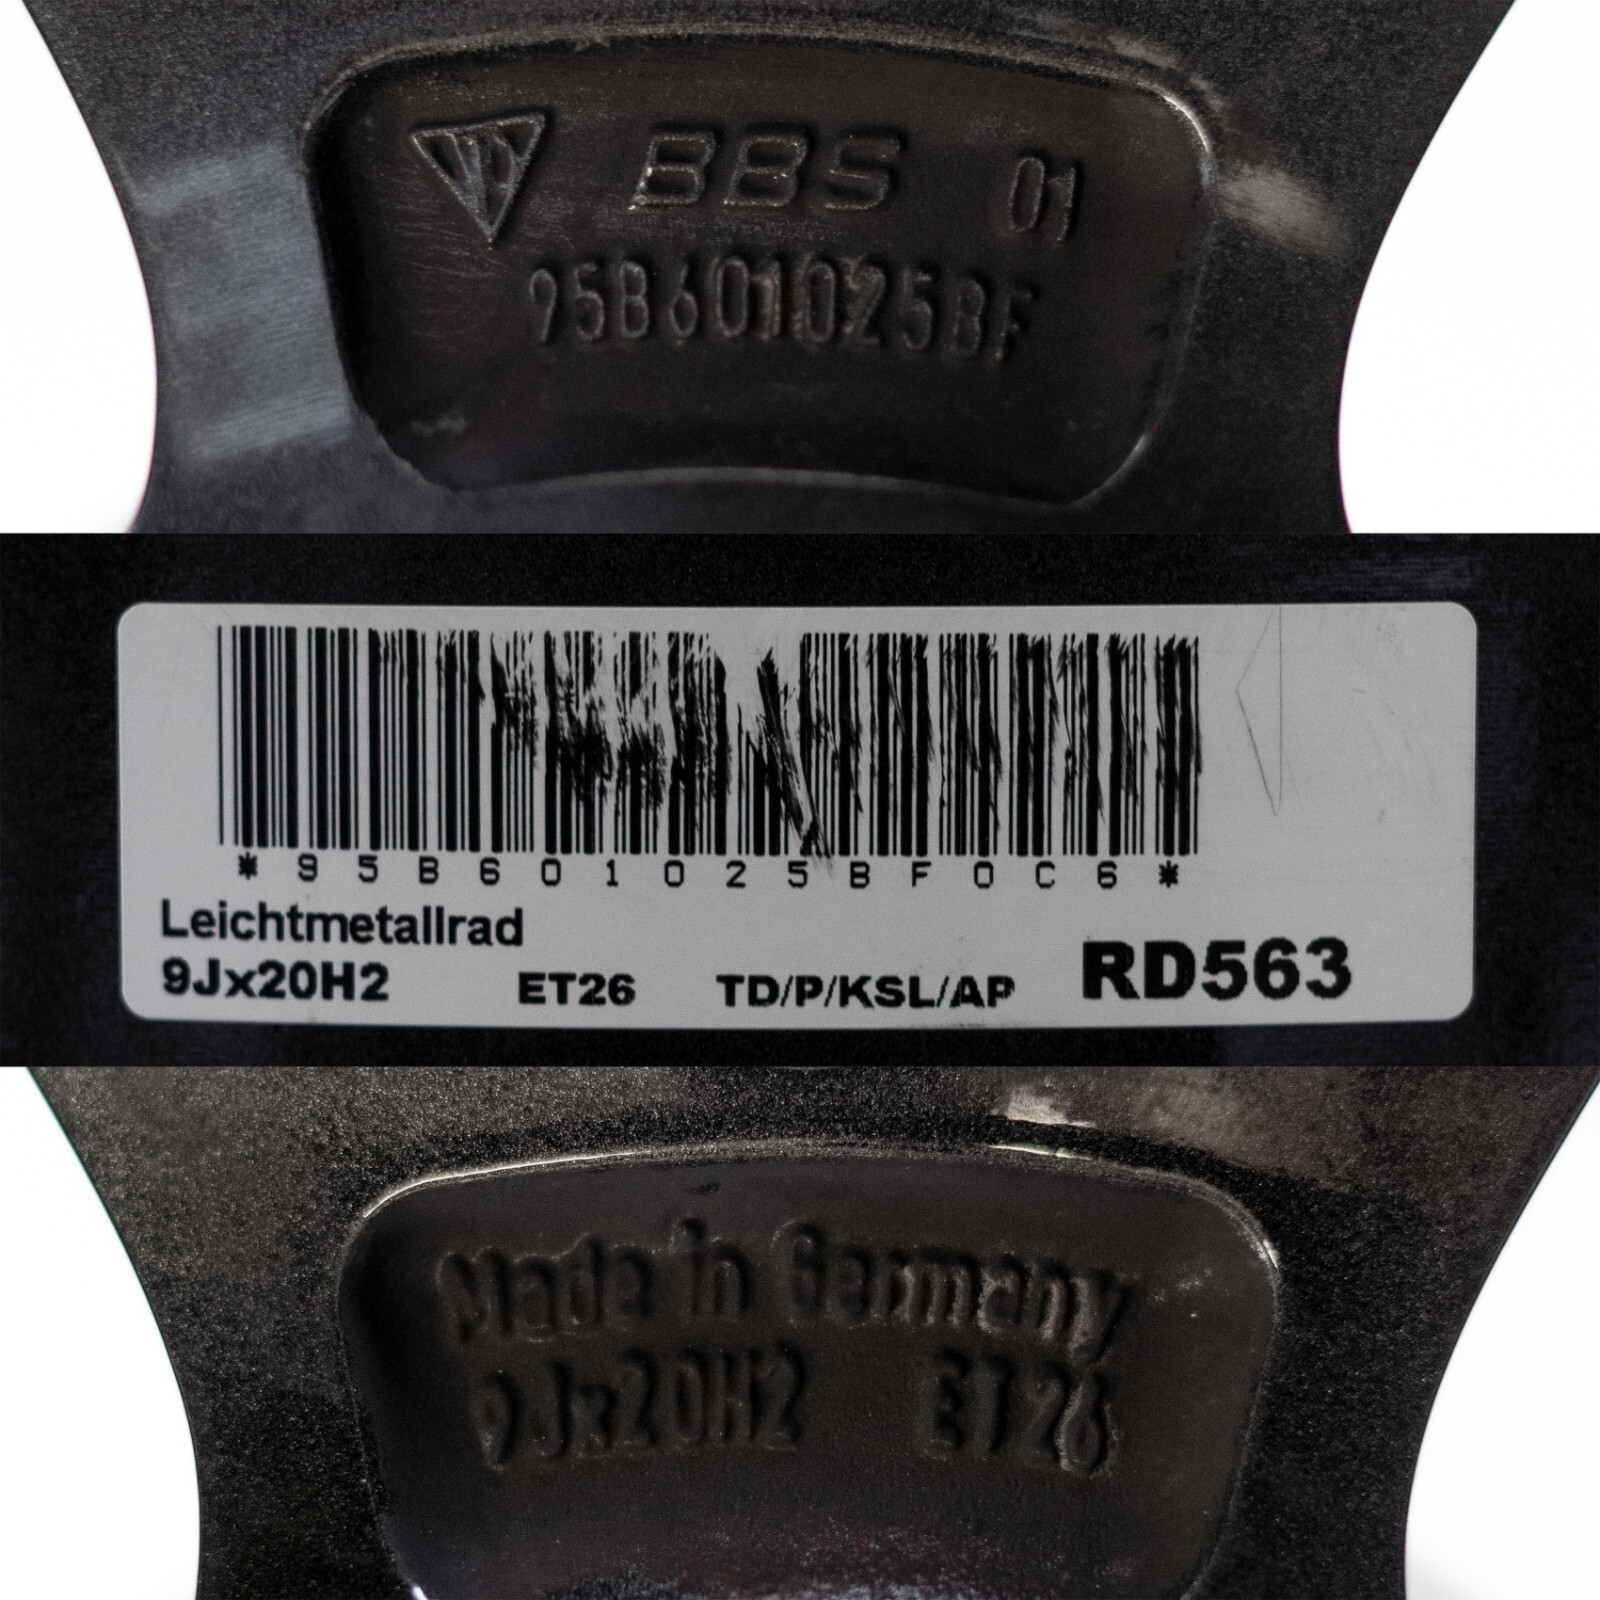 BBS 01
95B601025BF
*95B601025BF0C6*
Leichtmetallrad
9Jx20H2 ET26 TD/P/KSL/AP RD563
Made in Germany
9Jx20H2 ET26